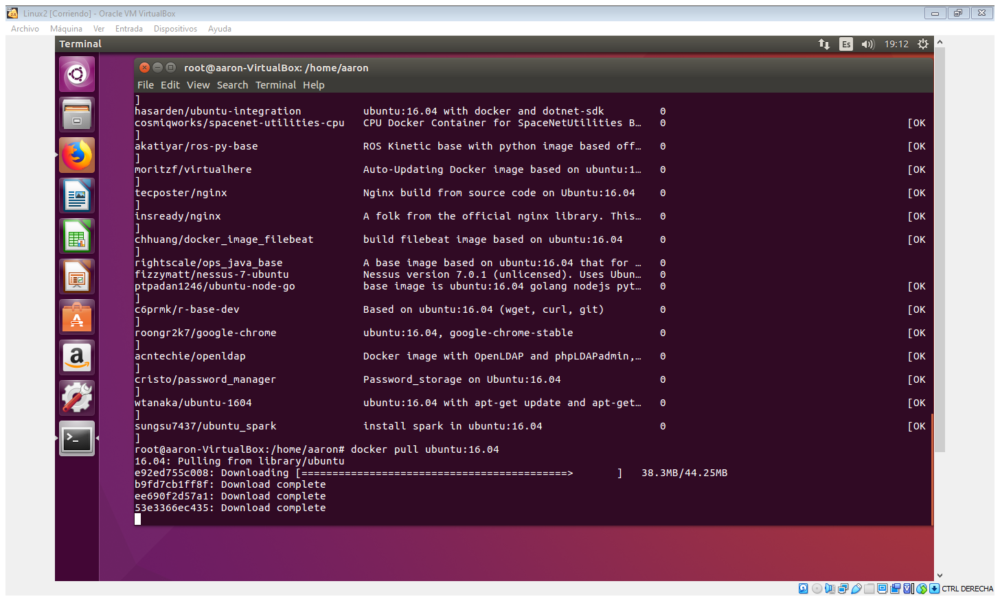 Linux2 [Corriendo] - Oracle VM VirtualBox
Archivo Máquina Ver Entrada Dispositivos Ayuda
Terminal Es 19:12
root@aaron-VirtualBox: /home/aaron
File Edit View Search Terminal Help
]
hasarden/ubuntu-integration ubuntu:16.04 with docker and dotnet-sdk 0
cosmiqworks/spacenet-utilities-cpu CPU Docker Container for SpaceNetUtilities B… 0 [OK
]
akatiyar/ros-py-base ROS Kinetic base with python image based off… 0 [OK
]
moritzf/virtualhere Auto-Updating Docker image based on ubuntu:1… 0 [OK
]
tecposter/nginx Nginx build from source code on Ubuntu:16.04 0 [OK
]
insready/nginx A folk from the official nginx library. This… 0 [OK
]
chhuang/docker_image_filebeat build filebeat image based on ubuntu:16.04 0 [OK
]
rightscale/ops_java_base A base image based on ubuntu:16.04 that for … 0
fizzymatt/nessus-7-ubuntu Nessus version 7.0.1 (unlicensed). Uses Ubun… 0
ptpadan1246/ubuntu-node-go base image is ubuntu:16.04 golang nodejs pyt… 0 [OK
]
c6prmk/r-base-dev Based on ubuntu:16.04 (wget, curl, git) 0 [OK
]
roongr2k7/google-chrome ubuntu:16.04, google-chrome-stable 0 [OK
]
acntechie/openldap Docker image with OpenLDAP and phpLDAPadmin,… 0 [OK
]
cristo/password_manager Password_storage on Ubuntu:16.04 0 [OK
]
wtanaka/ubuntu-1604 ubuntu:16.04 with apt-get update and apt-get… 0 [OK
]
sungsu7437/ubuntu_spark install spark in ubuntu:16.04 0 [OK
]
root@aaron-VirtualBox:/home/aaron# docker pull ubuntu:16.04
16.04: Pulling from library/ubuntu
e92ed755c008: Downloading [===========================================> ] 38.3MB/44.25MB
b9fd7cb1ff8f: Download complete
ee690f2d57a1: Download complete
53e3366ec435: Download complete
CTRL DERECHA